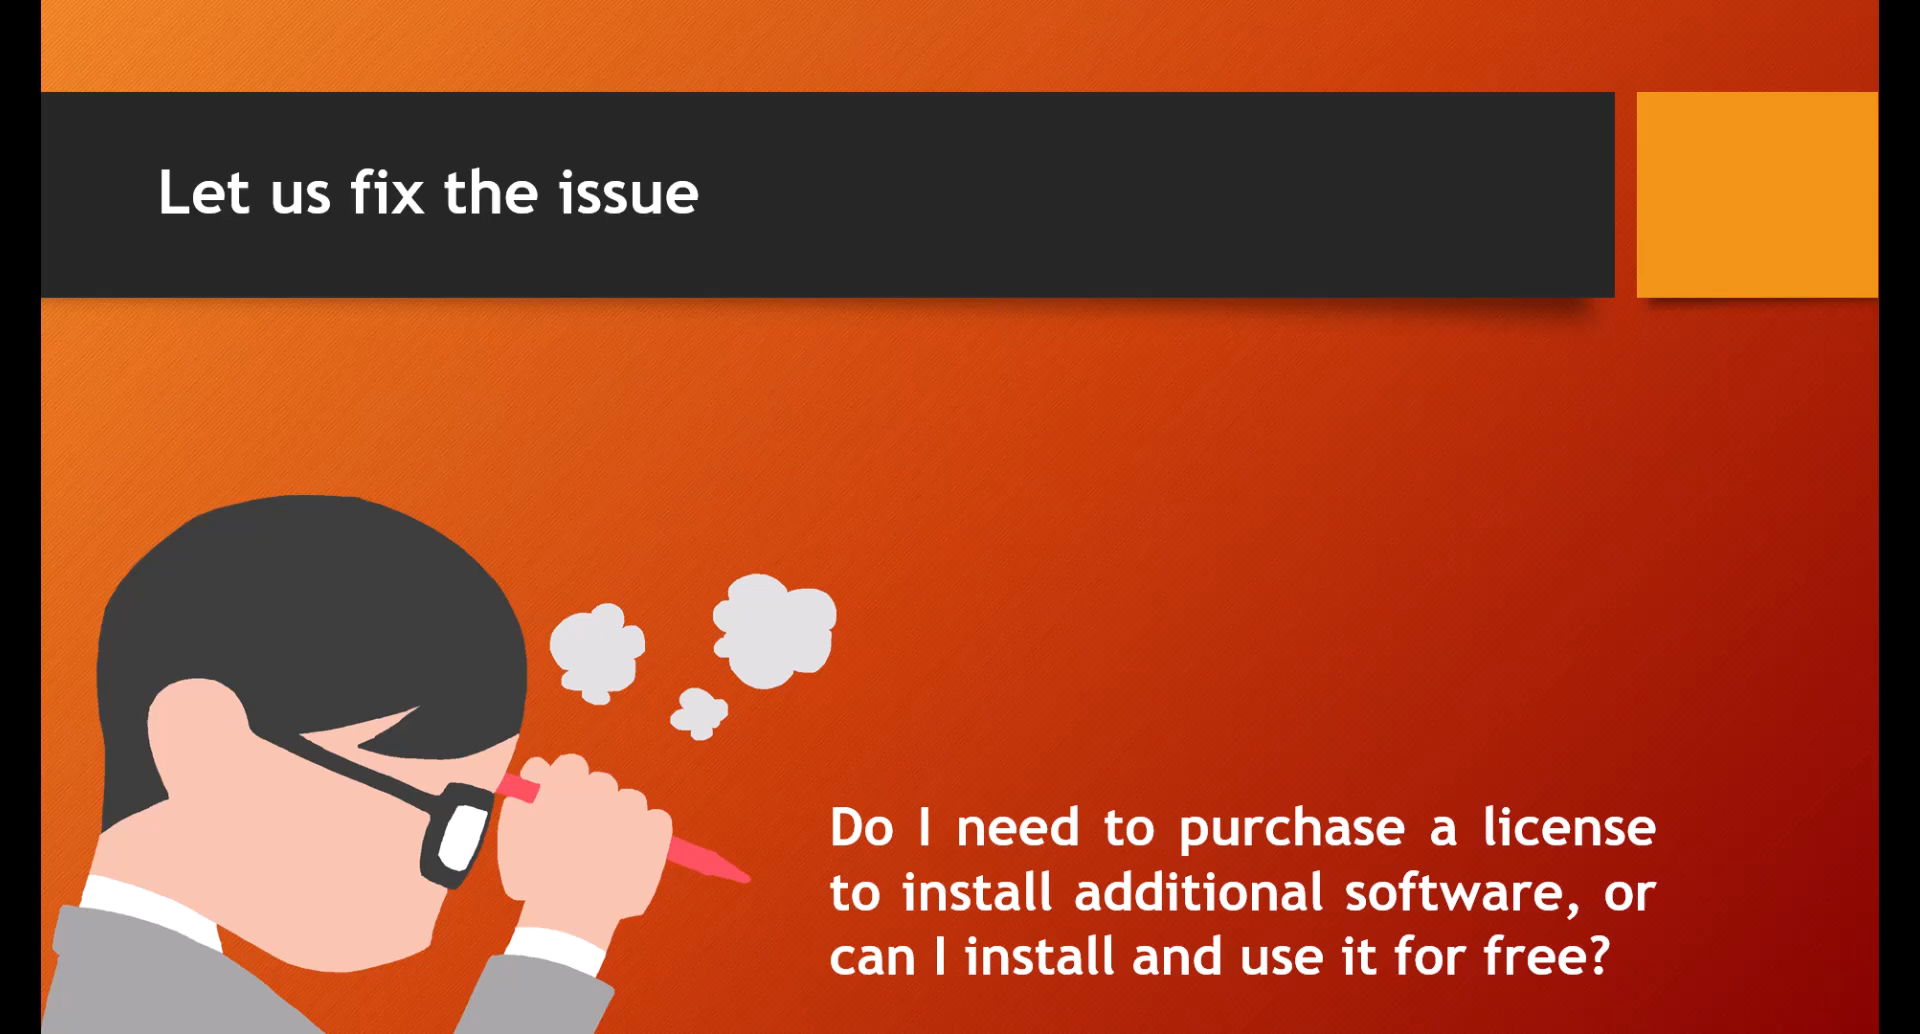 Let us fix the issue
Do I need to purchase a license
to install additional software, or
can I install and use it for free?